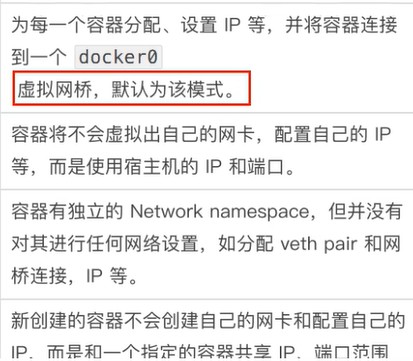 为每一个容器分配、设置 IP 等，并将容器连接
到一个 docker0
虚拟网桥，默认为该模式。
容器将不会虚拟出自己的网卡，配置自己的 IP
等，而是使用宿主机的 IP 和端口。
容器有独立的 Network namespace，但并没有
对其进行任何网络设置，如分配 veth pair 和网
桥连接，IP 等。
新创建的容器不会创建自己的网卡和配置自己的
IP，而是和一个指定的容器共享 IP、端口范围